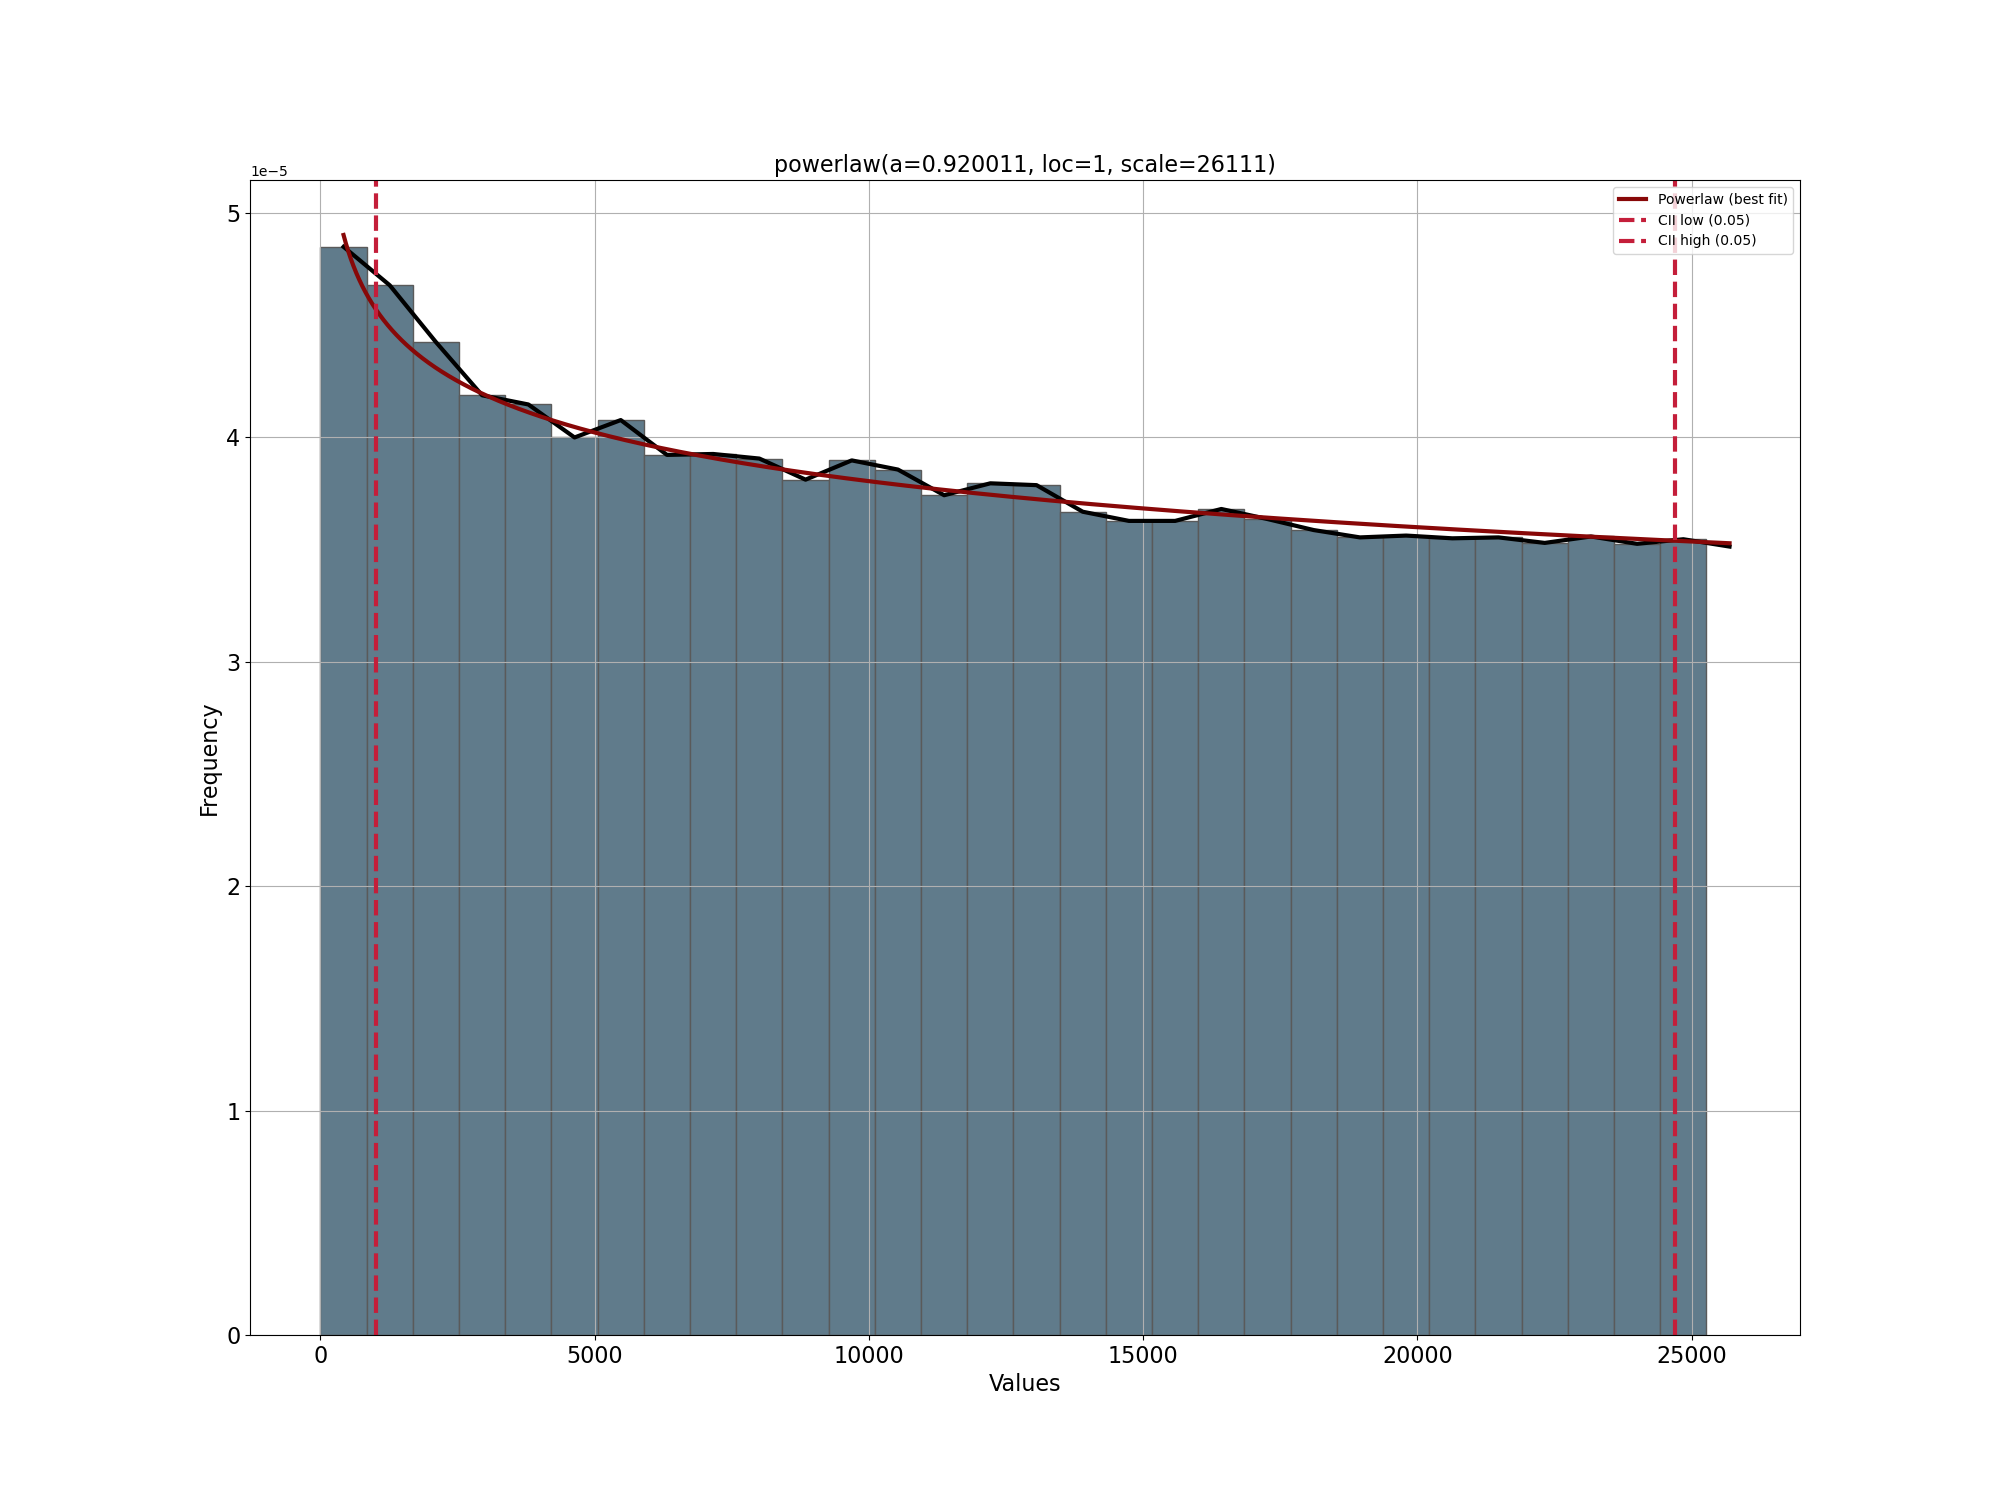 powerlaw(a=0.920011, loc=1, scale=26111)
1e−5
Powerlaw (best fit)
CII low (0.05)
CII high (0.05)
5
4
3
2
1
0
Frequency
0 5000 10000 15000 20000 25000
Values